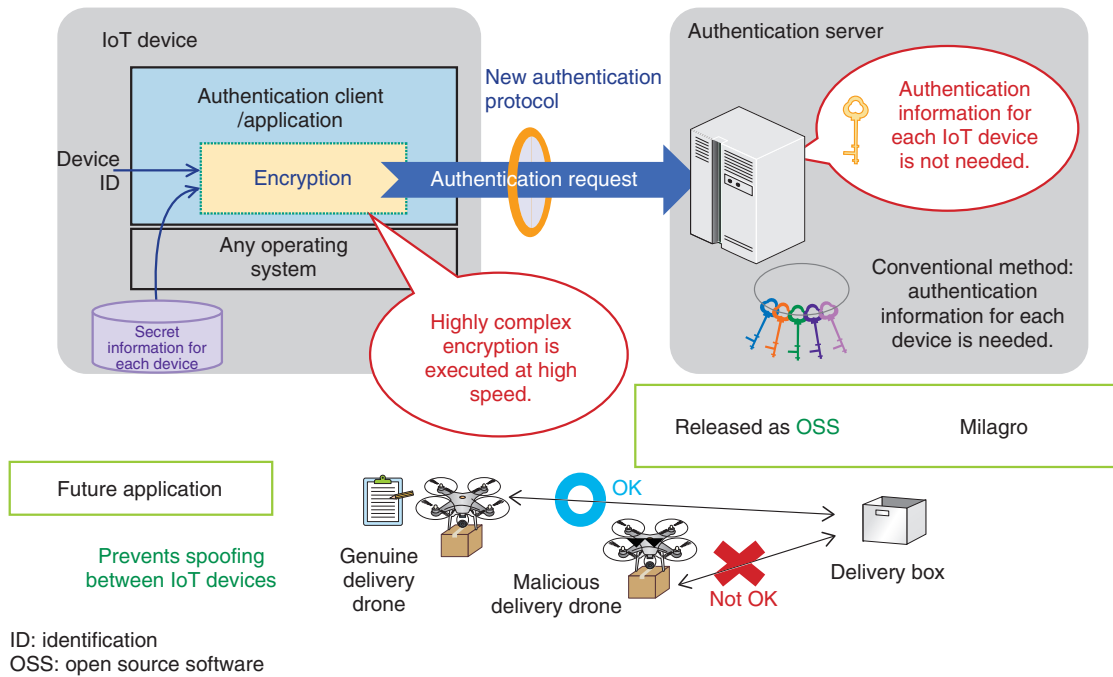 IoT device
Authentication client
/application
Device
ID
Encryption
Any operating
system
Secret
information for
each device
New authentication
protocol
Authentication request
Highly complex
encryption is
executed at high
speed.
Authentication server
Authentication
information for
each IoT device
is not needed.
Conventional method:
authentication
information for each
device is needed.
Released as OSS
Milagro
Future application
Prevents spoofing
between IoT devices
Genuine
delivery
drone
OK
Malicious
delivery drone
Not OK
Delivery box
ID: identification
OSS: open source software